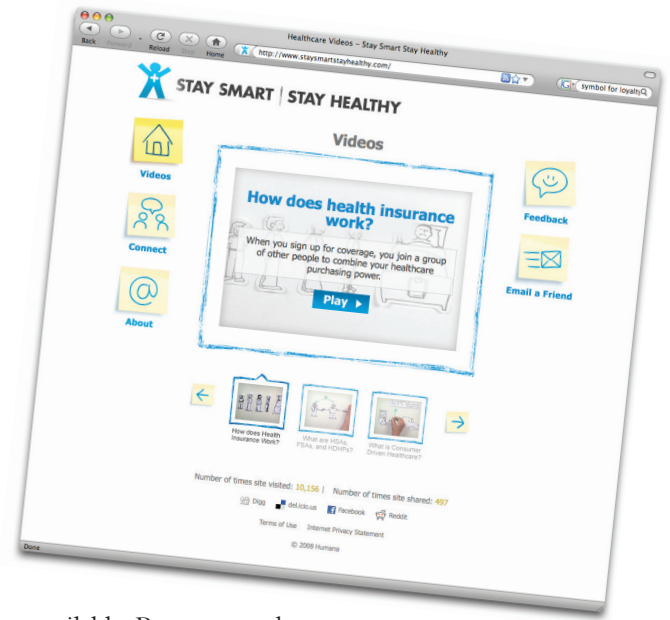 Healthcare Videos – Stay Smart Stay Healthy
Back Forward Reload Stop Home http://www.staysmartstayhealthy.com/ symbol for loyalty
STAY SMART | STAY HEALTHY
Videos
Videos
Connect
About
How does health insurance
work?
When you sign up for coverage, you join a group
of other people to combine your healthcare
purchasing power.
Play
Feedback
Email a Friend
How does Health
Insurance Work?
What are HSAs,
FSAs, and HDHPs?
What is Consumer
Driven Healthcare?
Number of times site visited: 10,156 | Number of times site shared: 497
Digg del.icio.us Facebook Reddit
Terms of Use Internet Privacy Statement
© 2008 Humana
Done